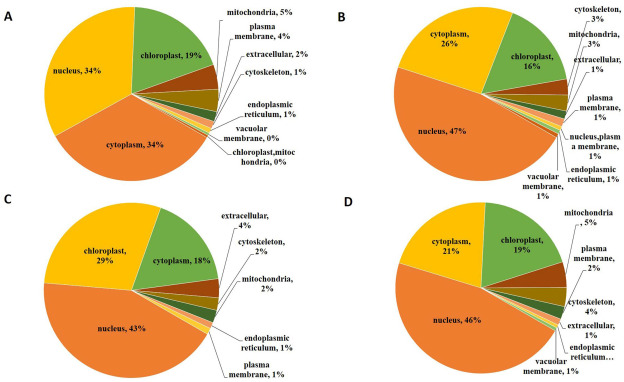 A
mitochondria, 5%
plasma
membrane, 4%
extracellular, 2%
cytoskeleton, 1%
endoplasmic
reticulum, 1%
vacuolar
membrane, 0%
chloroplast,mitoc
hondria, 0%
chloroplast, 19%
nucleus, 34%
cytoplasm, 34%
B
cytoskeleton,
3%
mitochondria,
3%
extracellular,
1%
plasma
membrane,
1%
nucleus,plasm
a membrane,
1%
endoplasmic
reticulum, 1%
vacuolar
membrane,
1%
cytoplasm,
26%
chloroplast,
16%
nucleus, 47%
C
extracellular,
4%
cytoskeleton,
2%
mitochondria,
2%
endoplasmic
reticulum, 1%
plasma
membrane, 1%
chloroplast,
29%
cytoplasm, 18%
nucleus, 43%
D
mitochondria
, 5%
plasma
membrane,
2%
cytoskeleton,
4%
extracellular,
1%
endoplasmic
reticulum…
vacuolar
membrane, 1%
cytoplasm,
21%
chloroplast,
19%
nucleus, 46%